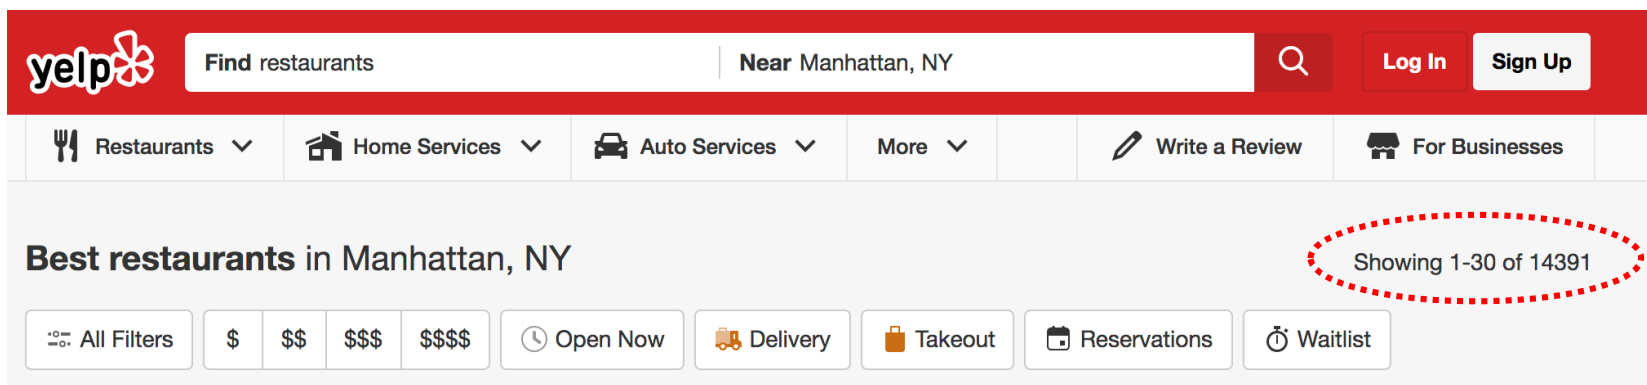 yelp Find restaurants Near Manhattan, NY Log In Sign Up
Restaurants Home Services Auto Services More Write a Review For Businesses
Best restaurants in Manhattan, NY Showing 1-30 of 14391
All Filters $ $$ $$$ $$$$ Open Now Delivery Takeout Reservations Waitlist